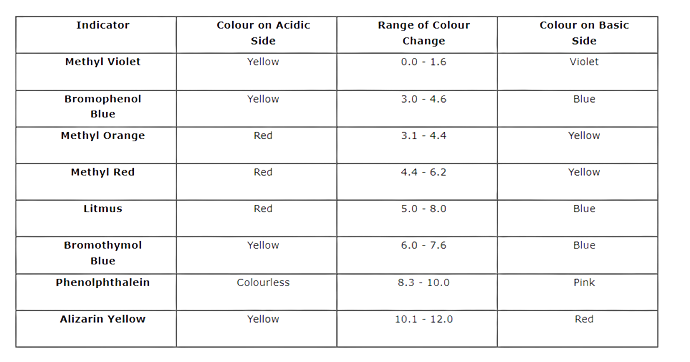 Indicator Colour on Acidic Side Range of Colour Change Colour on Basic Side
Methyl Violet Yellow 0.0 - 1.6 Violet
Bromophenol Blue Yellow 3.0 - 4.6 Blue
Methyl Orange Red 3.1 - 4.4 Yellow
Methyl Red Red 4.4 - 6.2 Yellow
Litmus Red 5.0 - 8.0 Blue
Bromothymol Blue Yellow 6.0 - 7.6 Blue
Phenolphthalein Colourless 8.3 - 10.0 Pink
Alizarin Yellow Yellow 10.1 - 12.0 Red